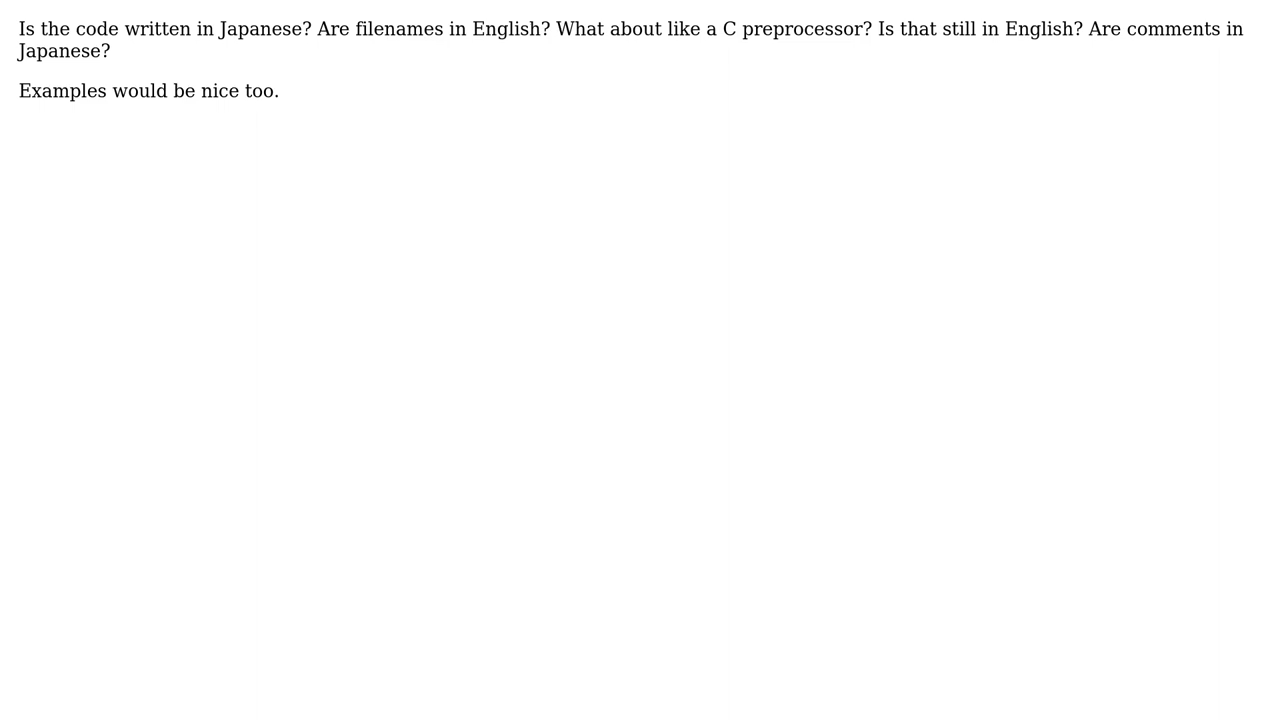 Is the code written in Japanese? Are filenames in English? What about like a C preprocessor? Is that still in English? Are comments in
Japanese?
Examples would be nice too.